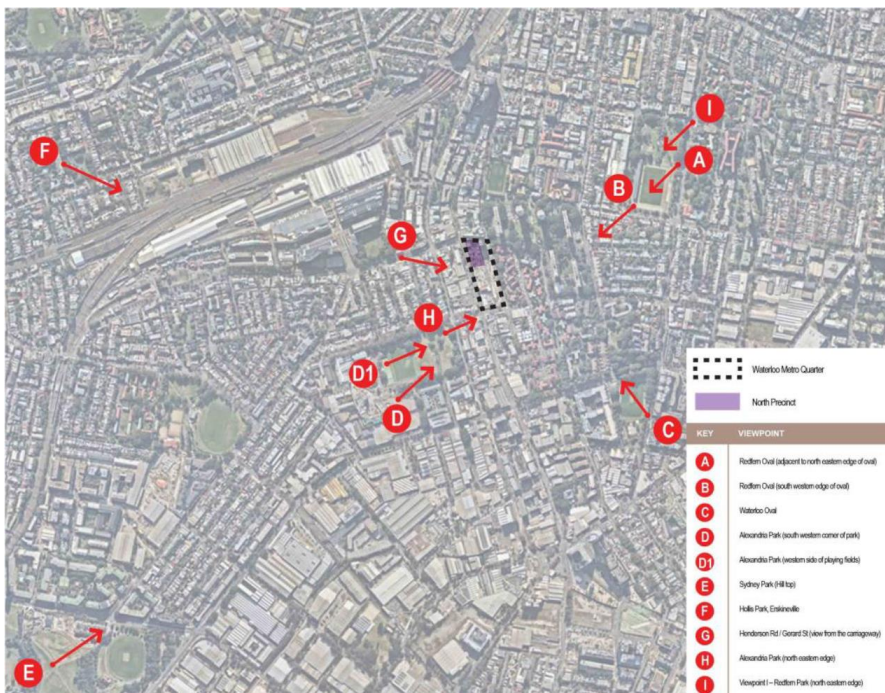 I
A
F
B
G
H
D1
D
C
E
Waterloo Metro Quarter
North Precinct
KEY VIEWPOINT
A Redfern Oval (adjacent to north eastern edge of oval)
B Redfern Oval (south western edge of oval)
C Waterloo Oval
D Alexandria Park (south western corner of park)
D1 Alexandria Park (western side of playing fields)
E Sydney Park (Hill top)
F Hollis Park, Erskineville
G Henderson Rd / Gerard St (view from the carriageway)
H Alexandria Park (north eastern edge)
I Viewpoint I – Redfern Park (north eastern edge)